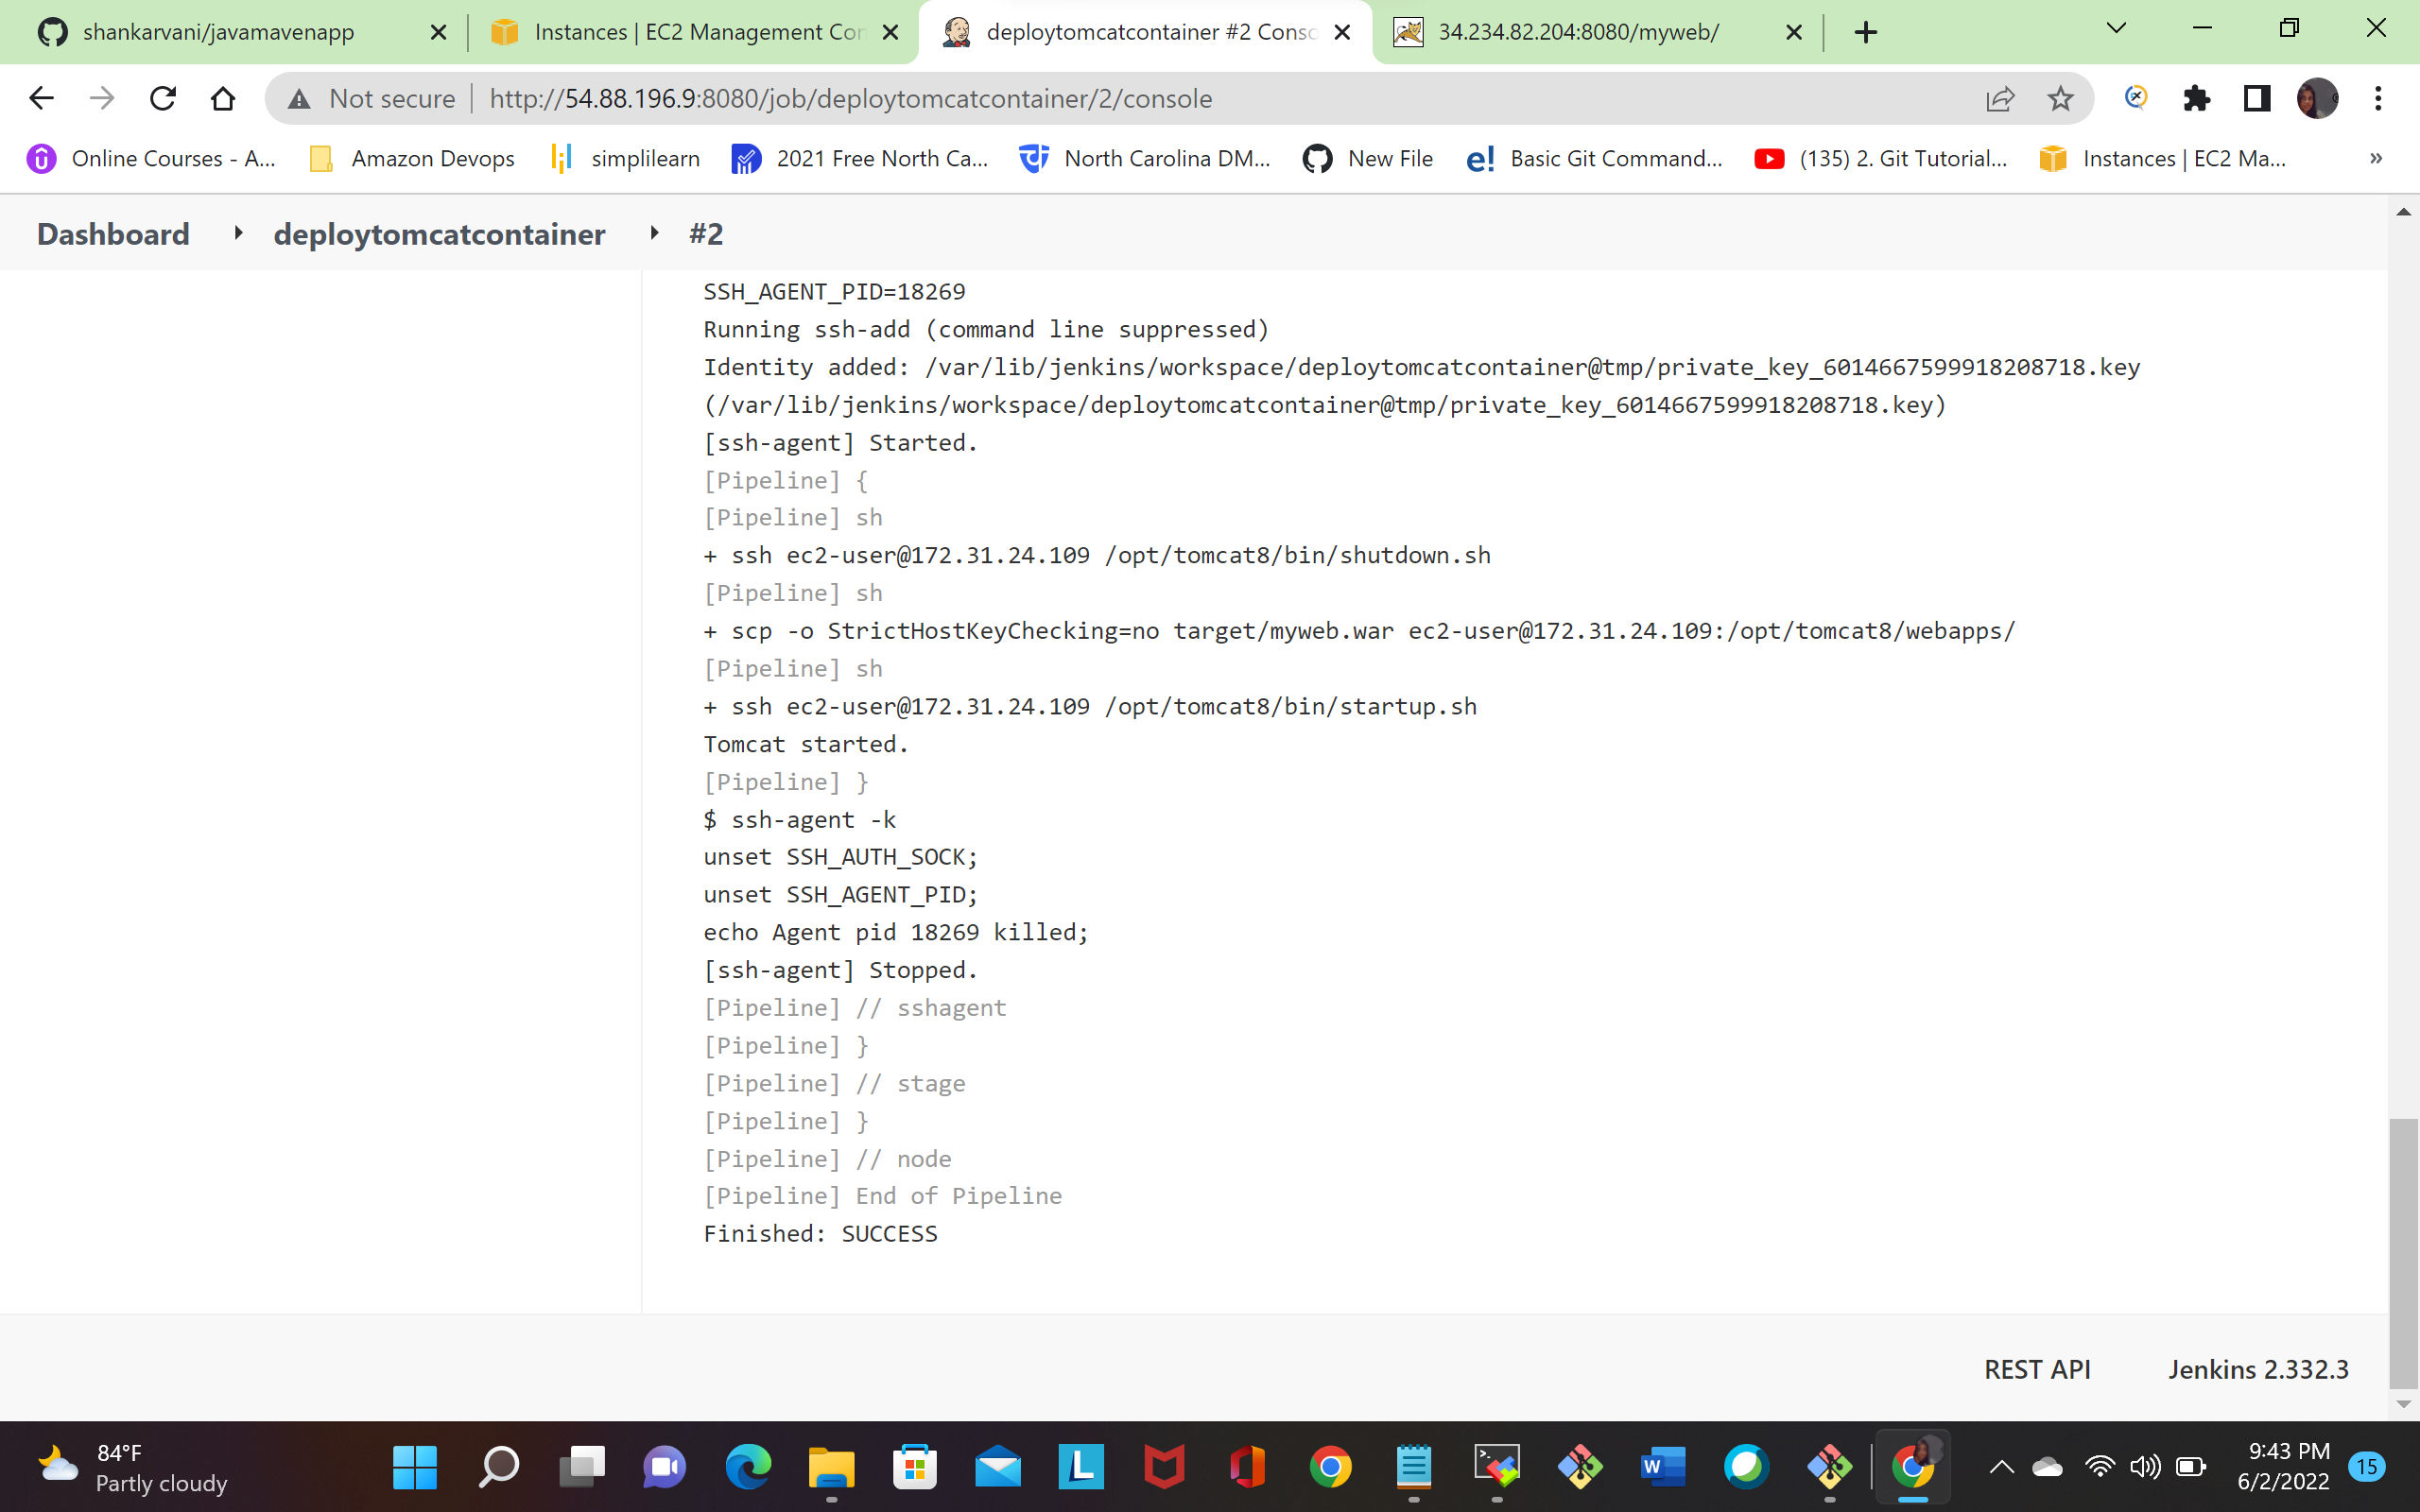 shankarvani/javamavenapp
Instances | EC2 Management Con
deploytomcatcontainer #2 Conso
34.234.82.204:8080/myweb/
Not secure
http://54.88.196.9:8080/job/deploytomcatcontainer/2/console
Online Courses - A...
Amazon Devops
simplilearn
2021 Free North Ca...
North Carolina DM...
New File
e!
Basic Git Command...
(135) 2. Git Tutorial...
Instances | EC2 Ma...
»
Dashboard
deploytomcatcontainer
#2
SSH_AGENT_PID=18269
Running ssh-add (command line suppressed)
Identity added: /var/lib/jenkins/workspace/deploytomcatcontainer@tmp/private_key_6014667599918208718.key
(/var/lib/jenkins/workspace/deploytomcatcontainer@tmp/private_key_6014667599918208718.key)
[ssh-agent] Started.
[Pipeline] {
[Pipeline] sh
+ ssh ec2-user@172.31.24.109 /opt/tomcat8/bin/shutdown.sh
[Pipeline] sh
+ scp -o StrictHostKeyChecking=no target/myweb.war ec2-user@172.31.24.109:/opt/tomcat8/webapps/
[Pipeline] sh
+ ssh ec2-user@172.31.24.109 /opt/tomcat8/bin/startup.sh
Tomcat started.
[Pipeline] }
$ ssh-agent -k
unset SSH_AUTH_SOCK;
unset SSH_AGENT_PID;
echo Agent pid 18269 killed;
[ssh-agent] Stopped.
[Pipeline] // sshagent
[Pipeline] }
[Pipeline] // stage
[Pipeline] }
[Pipeline] // node
[Pipeline] End of Pipeline
Finished: SUCCESS
REST API
Jenkins 2.332.3
84°F
Partly cloudy
L
W
9:43 PM
6/2/2022
15